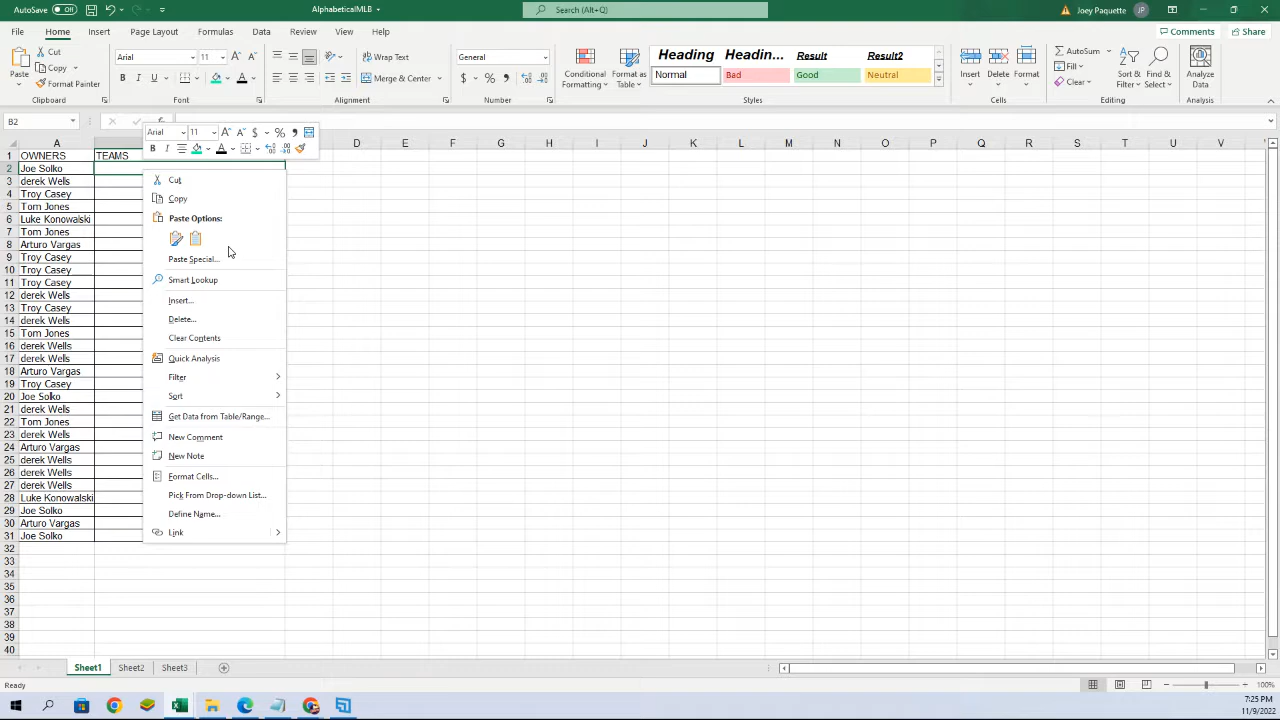 AutoSave Off AlphabeticalMLB Search (Alt+Q) Joey Paquette JP
File Home Insert Page Layout Formulas Data Review View Help Comments Share
Paste Cut Copy Format Painter Clipboard
Arial 11 B I U A Font
Wrap Text Merge & Center Alignment
General $ % , Number
Conditional Formatting Format as Table
Heading Headin... Result Result2
Normal Bad Good Neutral
Styles
Insert Delete Format Cells
AutoSum Fill Clear Sort & Filter Find & Select Editing
Analyze Data Analysis
B2
Arial 11 A A $ % ,
B I A
A D E F G H I J K L M N O P Q R S T U V
1 OWNERS TEAMS
2 Joe Solko
3 derek Wells
4 Troy Casey
5 Tom Jones
6 Luke Konowalski
7 Tom Jones
8 Arturo Vargas
9 Troy Casey
10 Troy Casey
11 Troy Casey
12 derek Wells
13 Troy Casey
14 derek Wells
15 Tom Jones
16 derek Wells
17 derek Wells
18 Arturo Vargas
19 Troy Casey
20 Joe Solko
21 derek Wells
22 Tom Jones
23 derek Wells
24 Arturo Vargas
25 derek Wells
26 derek Wells
27 derek Wells
28 Luke Konowalski
29 Joe Solko
30 Arturo Vargas
31 Joe Solko
32
33
34
35
36
37
38
39
40
Cut
Copy
Paste Options:
Paste Special...
Smart Lookup
Insert...
Delete...
Clear Contents
Quick Analysis
Filter
Sort
Get Data from Table/Range...
New Comment
New Note
Format Cells...
Pick From Drop-down List...
Define Name...
Link
Sheet1 Sheet2 Sheet3
Ready 100%
7:25 PM
11/9/2022